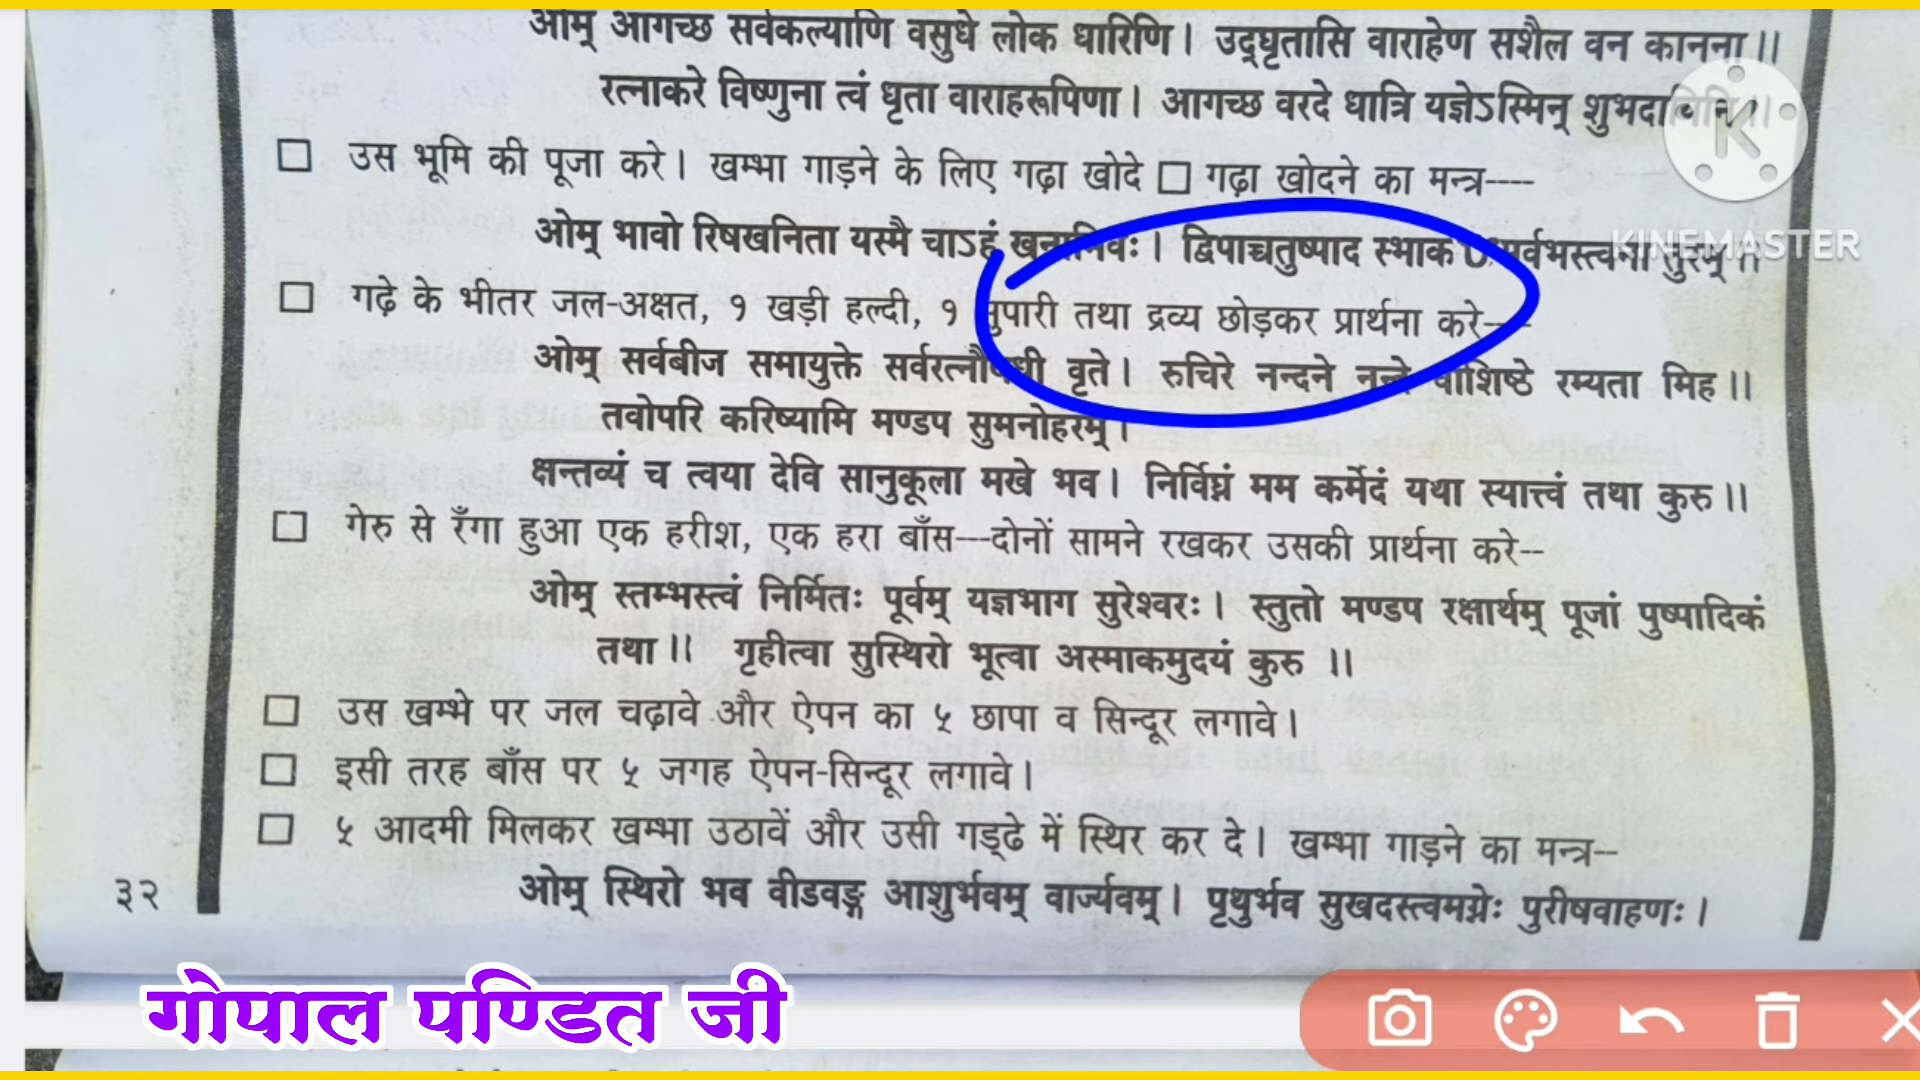 ओम् आगच्छ सर्वकल्याणि वसुधे लोक धारिणि। उद्घृतासि वाराहेण सशैल वन कानना॥
रत्नाकरे विष्णुना त्वं धृता वाराहरूपिणा। आगच्छ वरदे धात्रि यज्ञेऽस्मिन्
□ उस भूमि की पूजा करे। खम्भा गाड़ने के लिए गढ़ा खोदे □ गढ़ा खोदने का मन्त्र----
KINEMASTER
ओम् भावो रिषखनिता यस्मै चाऽहं । द्विपाच्चतुष्पाद स्भाक
□ गढ़े के भीतर जल-अक्षत, १ खड़ी हल्दी, १ सुपारी तथा द्रव्य छोड़कर प्रार्थना करे----
ओम् सर्वबीज समायुक्ते वृते। रुचिरे नन्दने रम्यता मिह॥
तवोपरि करिष्यामि मण्डप सुमनोहरम्।
क्षन्तव्यं च त्वया देवि सानुकूला मखे भव। निर्विघ्नं मम कर्मेदं यथा स्यात्त्वं तथा कुरु॥
□ गेरु से रँगा हुआ एक हरीश, एक हरा बाँस---दोनों सामने रखकर उसकी प्रार्थना करे--
ओम् स्तम्भस्त्वं निर्मितः पूर्वम् यज्ञभाग सुरेश्वरः। स्तुतो मण्डप रक्षार्थम् पूजां पुष्पादिकं
तथा॥ गृहीत्वा सुस्थिरो भूत्वा अस्माकमुदयं कुरु ॥
□ उस खम्भे पर जल चढ़ावे और ऐपन का ५ छापा व सिन्दूर लगावे।
□ इसी तरह बाँस पर ५ जगह ऐपन-सिन्दूर लगावे।
□ ५ आदमी मिलकर खम्भा उठावें और उसी गड्ढे में स्थिर कर दे। खम्भा गाड़ने का मन्त्र--
ओम् स्थिरो भव वीडवङ्ग आशुर्भवम् वार्ज्यवम्। पृथुर्भव सुखदस्त्वमग्नेः पुरीषवाहणः।
३२
गोपाल पण्डित जी